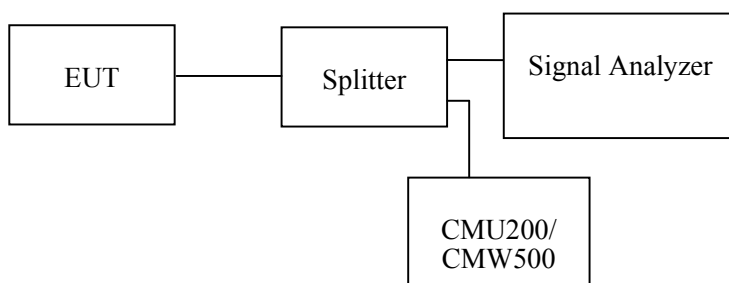 EUT
Splitter
Signal Analyzer
CMU200/
CMW500